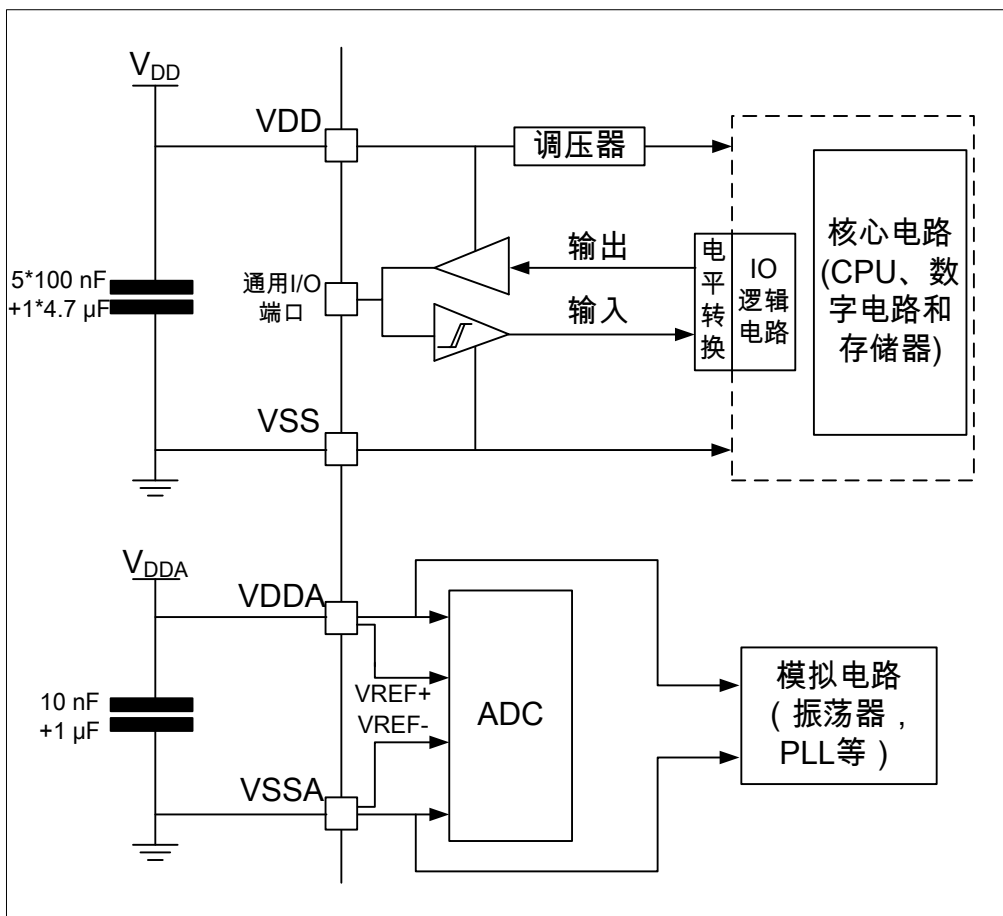 VDD
VDD
调压器
核心电路
(CPU、数
字电路和
存储器)
5*100 nF
+1*4.7 µF
通用I/O
端口
输出
输入
电
平
转
换
IO
逻辑
电路
VSS
VDDA
VDDA
10 nF
+1 µF
VREF+
VREF-
ADC
模拟电路
（振荡器，
PLL等）
VSSA